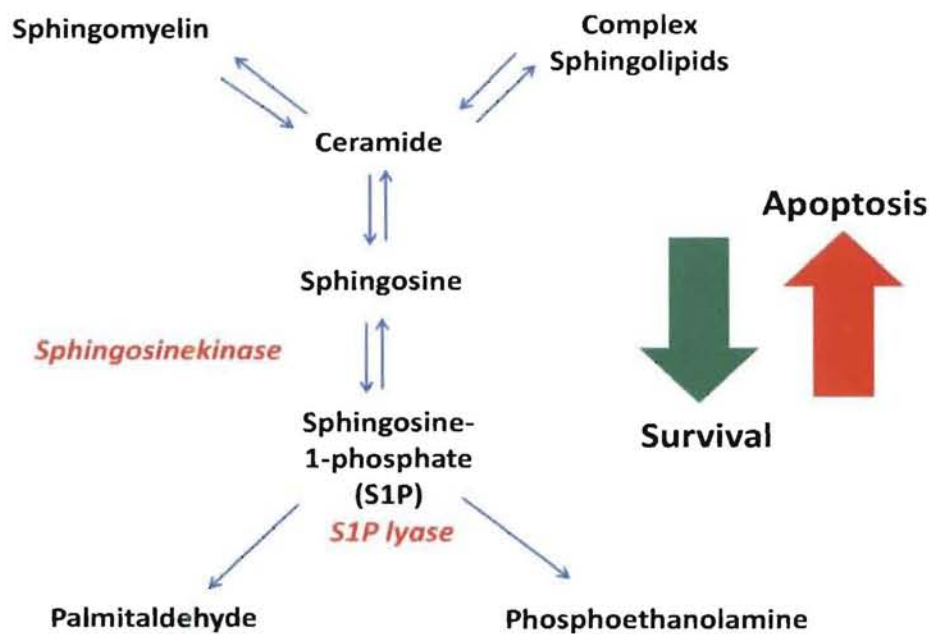 Sphingomyelin
Complex
Sphingolipids
Ceramide
Apoptosis
Sphingosine
Sphingosinekinase
Sphingosine-
1-phosphate
(S1P)
Survival
S1P lyase
Palmitaldehyde
Phosphoethanolamine